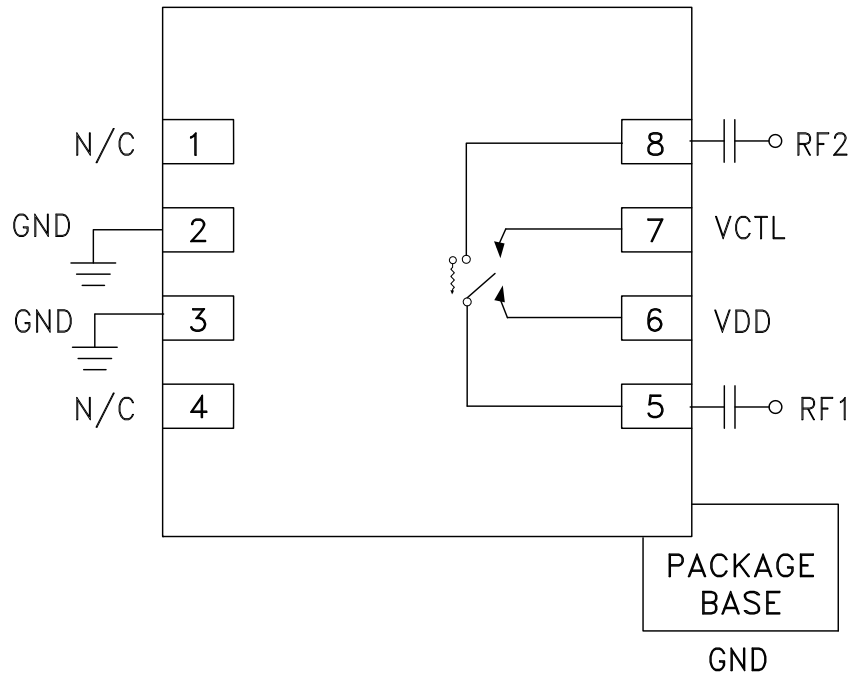 N/C 1 8 RF2
GND 2 7 VCTL
GND 3 6 VDD
N/C 4 5 RF1
PACKAGE
BASE
GND